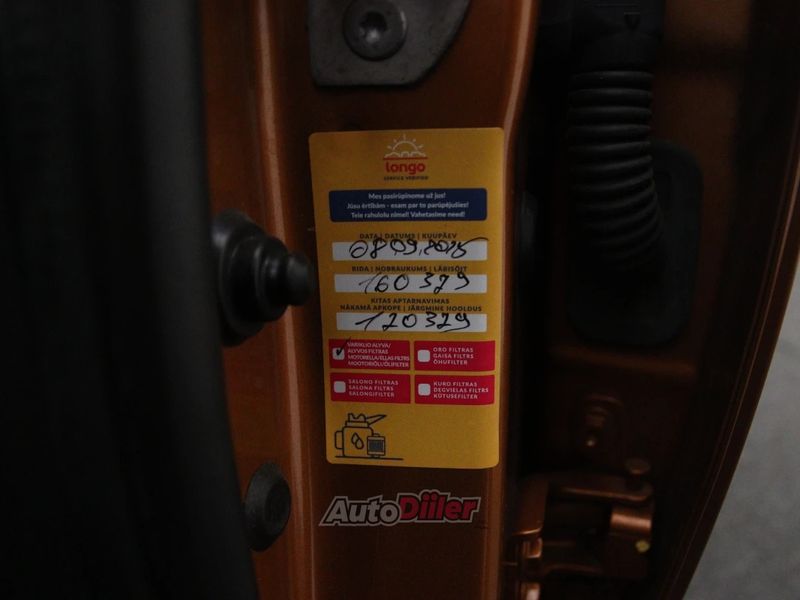 longo
SERVICE VERIFIED
Mes pasirūpinome už jus!
Jūsu ērtībām - esam par to parūpējušies!
Teie rahulolu nimel! Vahetasime need!
DATA | DATUMS | KUUPÄEV
08 09.2025
RIDA | NOBRAUKUMS | LÄBISÕIT
160 329
KITAS APTARNAVIMAS
NĀKAMĀ APKOPE | JÄRGMINE HOOLDUS
120329
VARIKLIO ALYVA/
ALYVOS FILTRAS
MOTOREĻĻA/EĻĻAS FILTRS
MOOTORIÕLI/ÕLIFILTER
ORO FILTRAS
GAISA FILTRS
ÕHUFILTER
SALONO FILTRAS
SALONA FILTRS
SALONGIFILTER
KURO FILTRAS
DEGVIELAS FILTRS
KÜTUSEFILTER
AutoDiiler